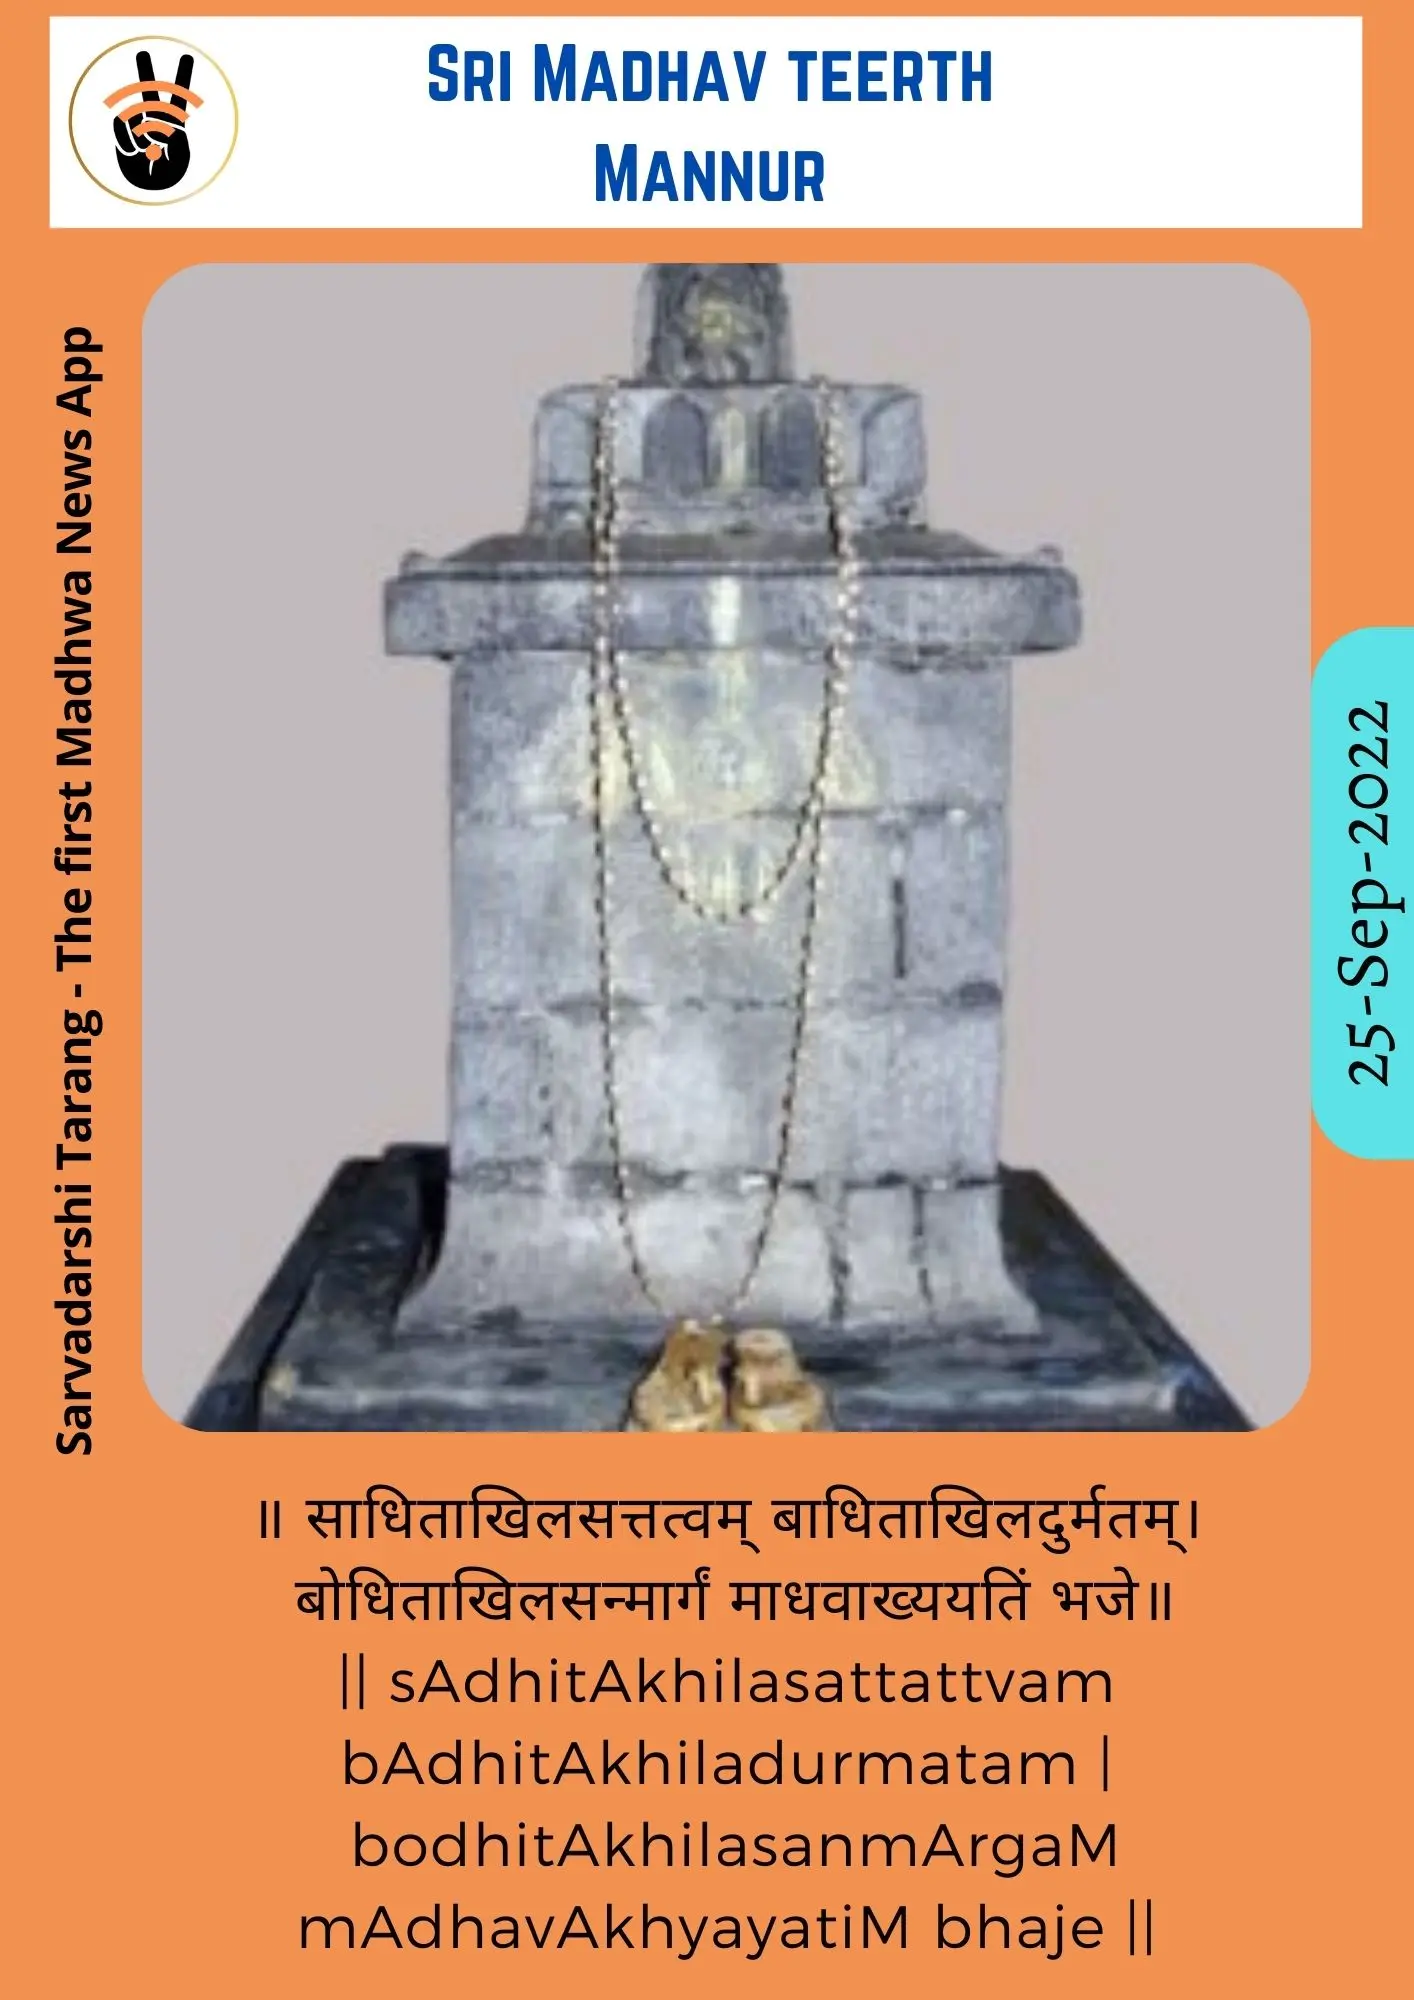 Sri Madhav teerth
Mannur
Sarvadarshi Tarang - The first Madhwa News App
25-Sep-2022
॥ साधिताखिलसत्तत्वम् बाधिताखिलदुर्मतम्।
बोधिताखिलसन्मार्गं माधवाख्ययतिं भजे॥
|| sAdhitAkhilasattattvam
bAdhitAkhiladurmatam |
bodhitAkhilasanmArgaM
mAdhavAkhyayatiM bhaje ||